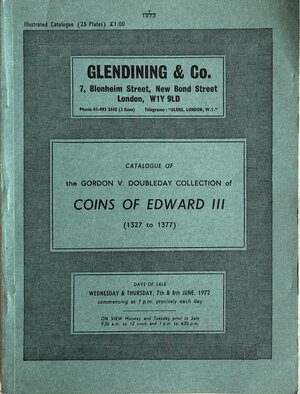 7
1972
Illustrated Catalogue (25 Plates) £1.00
GLENDINING & Co.
7, Blenheim Street, New Bond Street
London, W1Y 9LD
Phone 01-493 2445 (2 lines) Telegrams: "GLENS, LONDON, W.1."
CATALOGUE OF
the GORDON V. DOUBLEDAY COLLECTION of
COINS OF EDWARD III
(1327 to 1377)
DAYS OF SALE
WEDNESDAY & THURSDAY, 7th & 8th JUNE, 1972
commencing at 1 p.m. precisely each day
ON VIEW Monday and Tuesday prior to Sale
9.30 a.m. to 12 noon and 1 p.m. to 4.30 p.m.